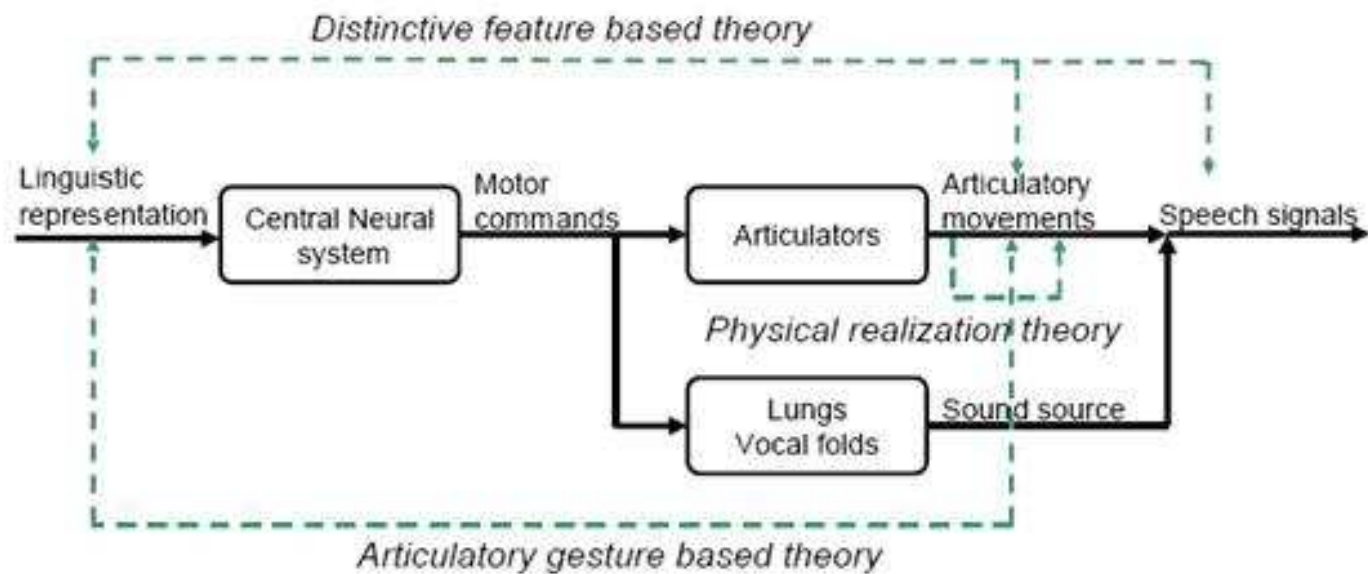 Distinctive feature based theory
Linguistic
representation
Central Neural
system
Motor
commands
Articulators
Articulatory
movements
Speech signals
Physical realization theory
Lungs
Vocal folds
Sound source
Articulatory gesture based theory